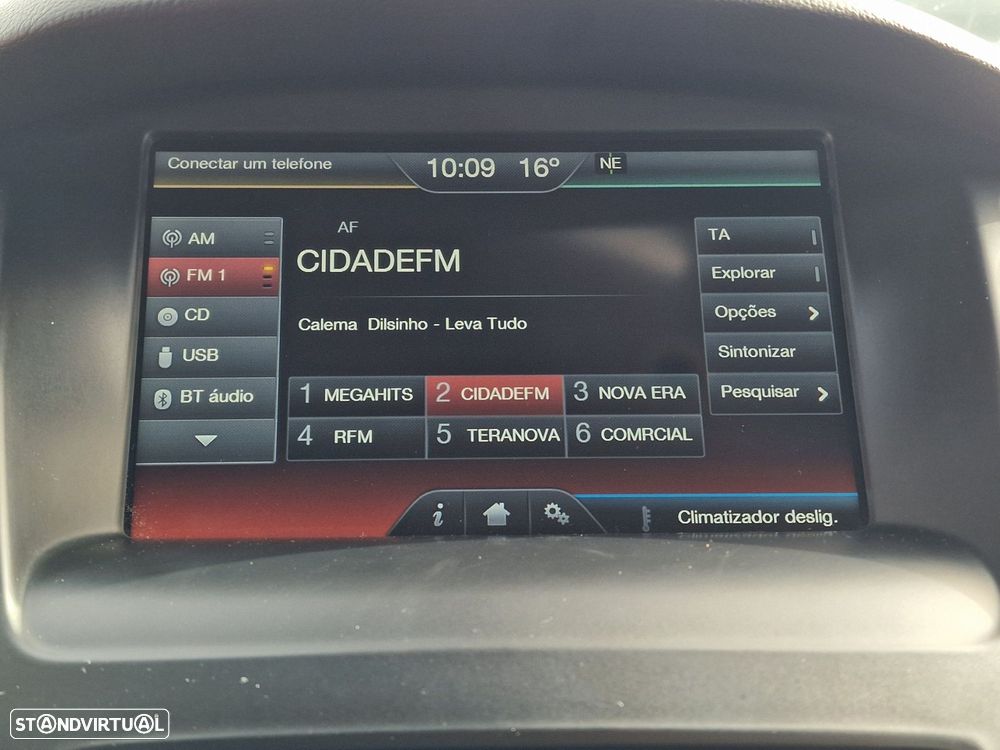 Conectar um telefone
10:09 16º
NE
AM
FM 1
CD
USB
BT áudio
AF
CIDADEFM
Calema Dilsinho - Leva Tudo
1 MEGAHITS
2 CIDADEFM
3 NOVA ERA
4 RFM
5 TERANOVA
6 COMRCIAL
TA
Explorar
Opções
Sintonizar
Pesquisar
i
Climatizador deslig.
STANDVIRTUAL